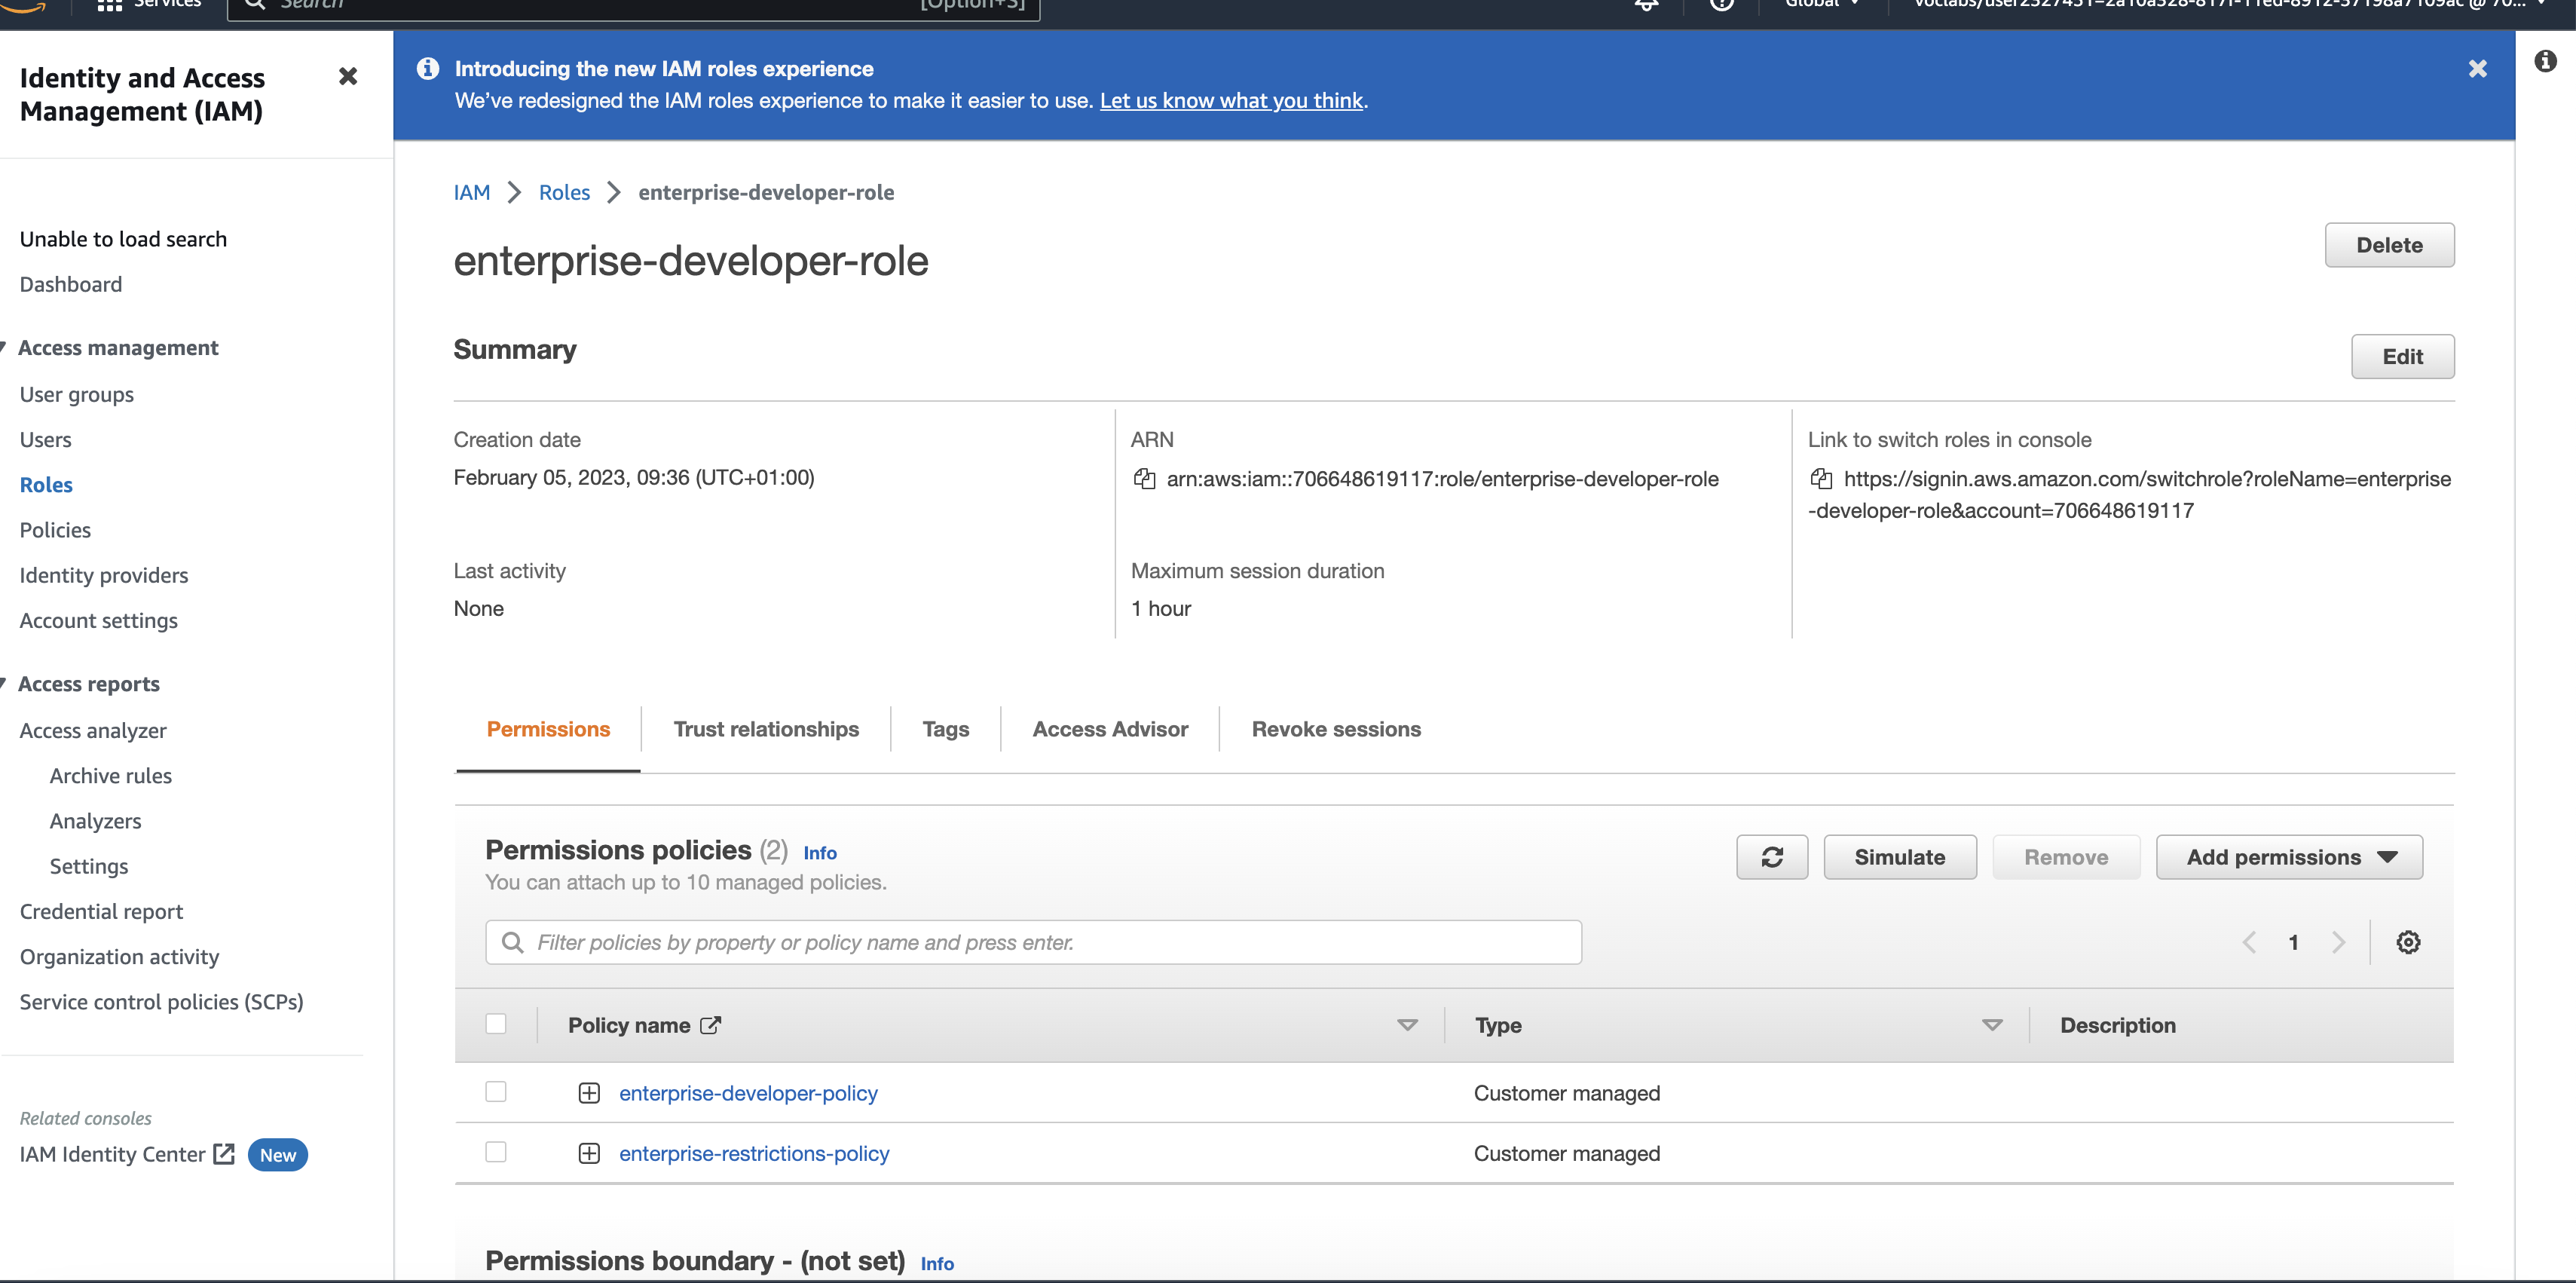 Services
Search
[Option+S]
Global
Identity and Access
Management (IAM)
Unable to load search
Dashboard
Access management
User groups
Users
Roles
Policies
Identity providers
Account settings
Access reports
Access analyzer
Archive rules
Analyzers
Settings
Credential report
Organization activity
Service control policies (SCPs)
Related consoles
IAM Identity Center New
Introducing the new IAM roles experience
We’ve redesigned the IAM roles experience to make it easier to use. Let us know what you think.
IAM Roles enterprise-developer-role
enterprise-developer-role
Delete
Summary
Edit
Creation date
February 05, 2023, 09:36 (UTC+01:00)
ARN
arn:aws:iam::706648619117:role/enterprise-developer-role
Link to switch roles in console
https://signin.aws.amazon.com/switchrole?roleName=enterprise
-developer-role&account=706648619117
Last activity
None
Maximum session duration
1 hour
Permissions Trust relationships Tags Access Advisor Revoke sessions
Permissions policies (2) Info
You can attach up to 10 managed policies.
Simulate Remove Add permissions
Filter policies by property or policy name and press enter.
1
Policy name Type Description
enterprise-developer-policy Customer managed
enterprise-restrictions-policy Customer managed
Permissions boundary - (not set) Info